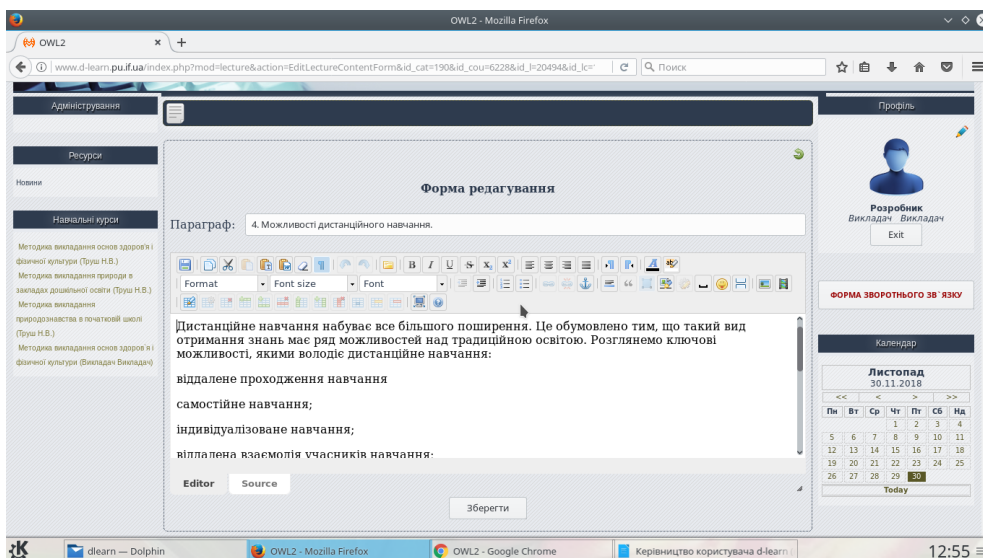 OWL2 - Mozilla Firefox
OWL2
www.d-learn.pu.if.ua/index.php?mod=lecture&action=EditLectureContentForm&id_cat=190&id_cou=6228&id_l=20494&id_lc=
Поиск
Адміністрування
Ресурси
Новини
Навчальні курси
Методика викладання основ здоров'я і
фізичної культури (Труш Н.В.)
Методика викладання природи в
закладах дошкільної освіти (Труш Н.В.)
Методика викладання
природознавства в початковій школі
(Труш Н.В.)
Методика викладання основ здоров'я і
фізичної культури (Викладач Викладач)
Форма редагування
Параграф: 4. Можливості дистанційного навчання.
Format Font size Font
Дистанційне навчання набуває все більшого поширення. Це обумовлено тим, що такий вид
отримання знань має ряд можливостей над традиційною освітою. Розглянемо ключові
можливості, якими володіє дистанційне навчання:
віддалене проходження навчання
самостійне навчання;
індивідуалізоване навчання;
віддалена взаємодія учасників навчання;
Editor Source
Зберегти
Профіль
Розробник
Викладач Викладач
Exit
ФОРМА ЗВОРОТНЬОГО ЗВ`ЯЗКУ
Календар
Листопад
30.11.2018
<< < > >>
Пн Вт Ср Чт Пт Сб Нд
1 2 3 4
5 6 7 8 9 10 11
12 13 14 15 16 17 18
19 20 21 22 23 24 25
26 27 28 29 30
Today
dlearn — Dolphin
OWL2 - Mozilla Firefox
OWL2 - Google Chrome
Керівництво користувача d-learn
12:55